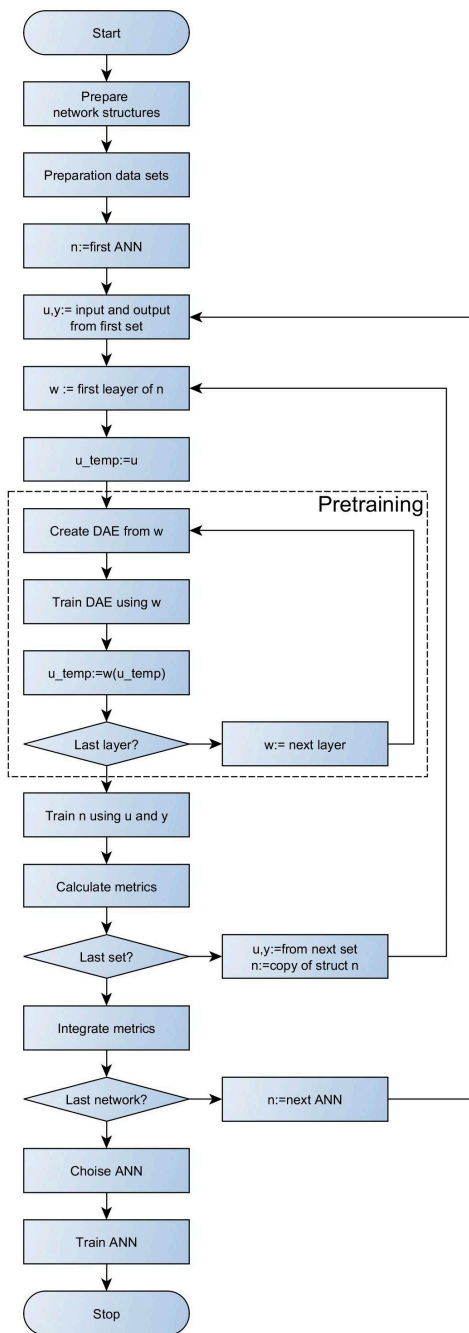 Start
Prepare
network structures
Preparation data sets
n:=first ANN
u,y:= input and output
from first set
w := first leayer of n
u_temp:=u
Pretraining
Create DAE from w
Train DAE using w
u_temp:=w(u_temp)
Last layer?
w:= next layer
Train n using u and y
Calculate metrics
Last set?
u,y:=from next set
n:=copy of struct n
Integrate metrics
Last network?
n:=next ANN
Choise ANN
Train ANN
Stop